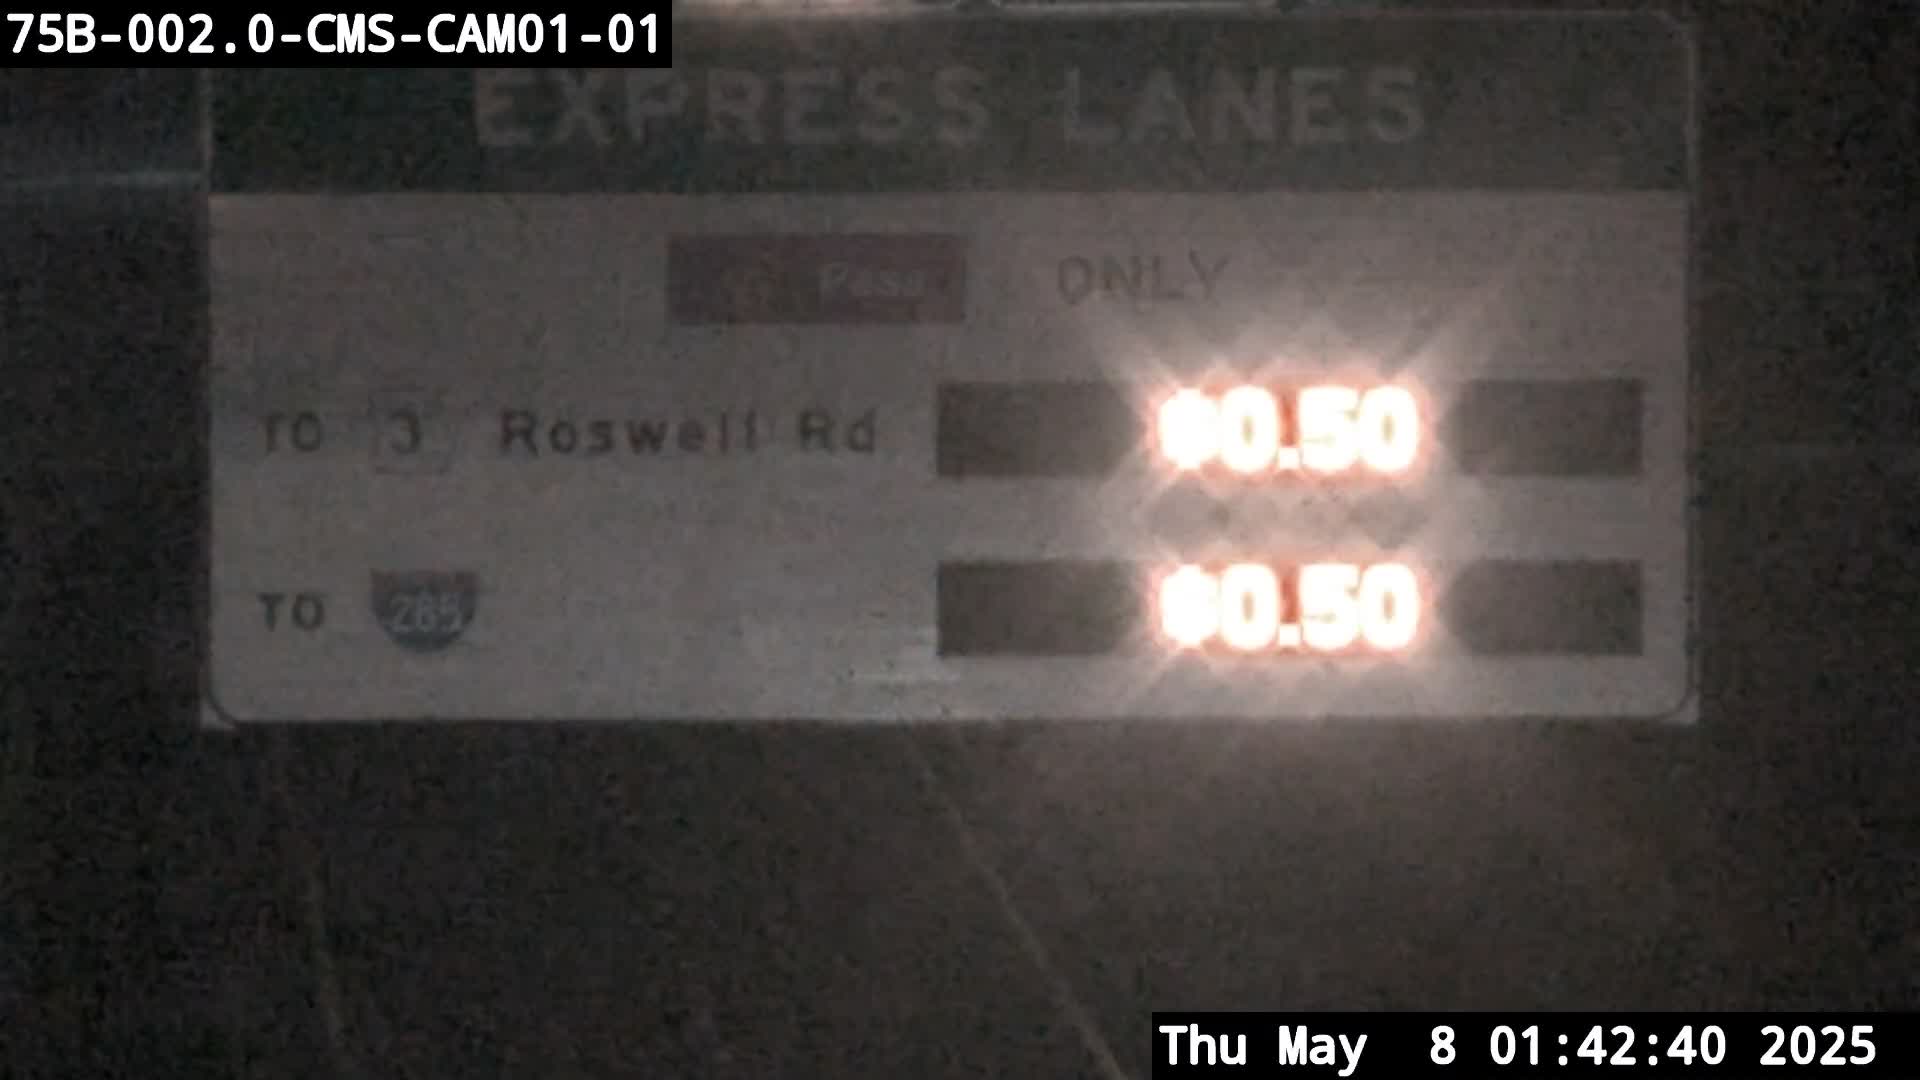 75B-002.0-CMS-CAM01-01
EXPRESS LANES
Pass ONLY
TO 3 Roswell Rd $0.50
TO 285 $0.50
Thu May 8 01:42:40 2025